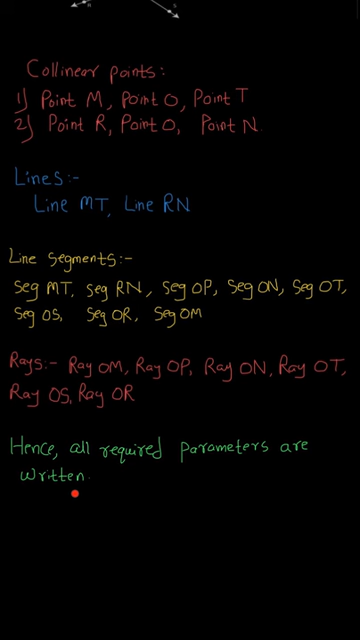 Collinear points:
1) Point M, Point O, Point T
2) Point R, Point O, Point N.
Lines:-
Line MT, Line RN
Line Segments:-
Seg MT, Seg RN, Seg OP, Seg ON, Seg OT,
Seg OS, Seg OR, Seg OM
Rays:- Ray OM, Ray OP, Ray ON, Ray OT,
Ray OS, Ray OR
Hence, all required parameters are
written.